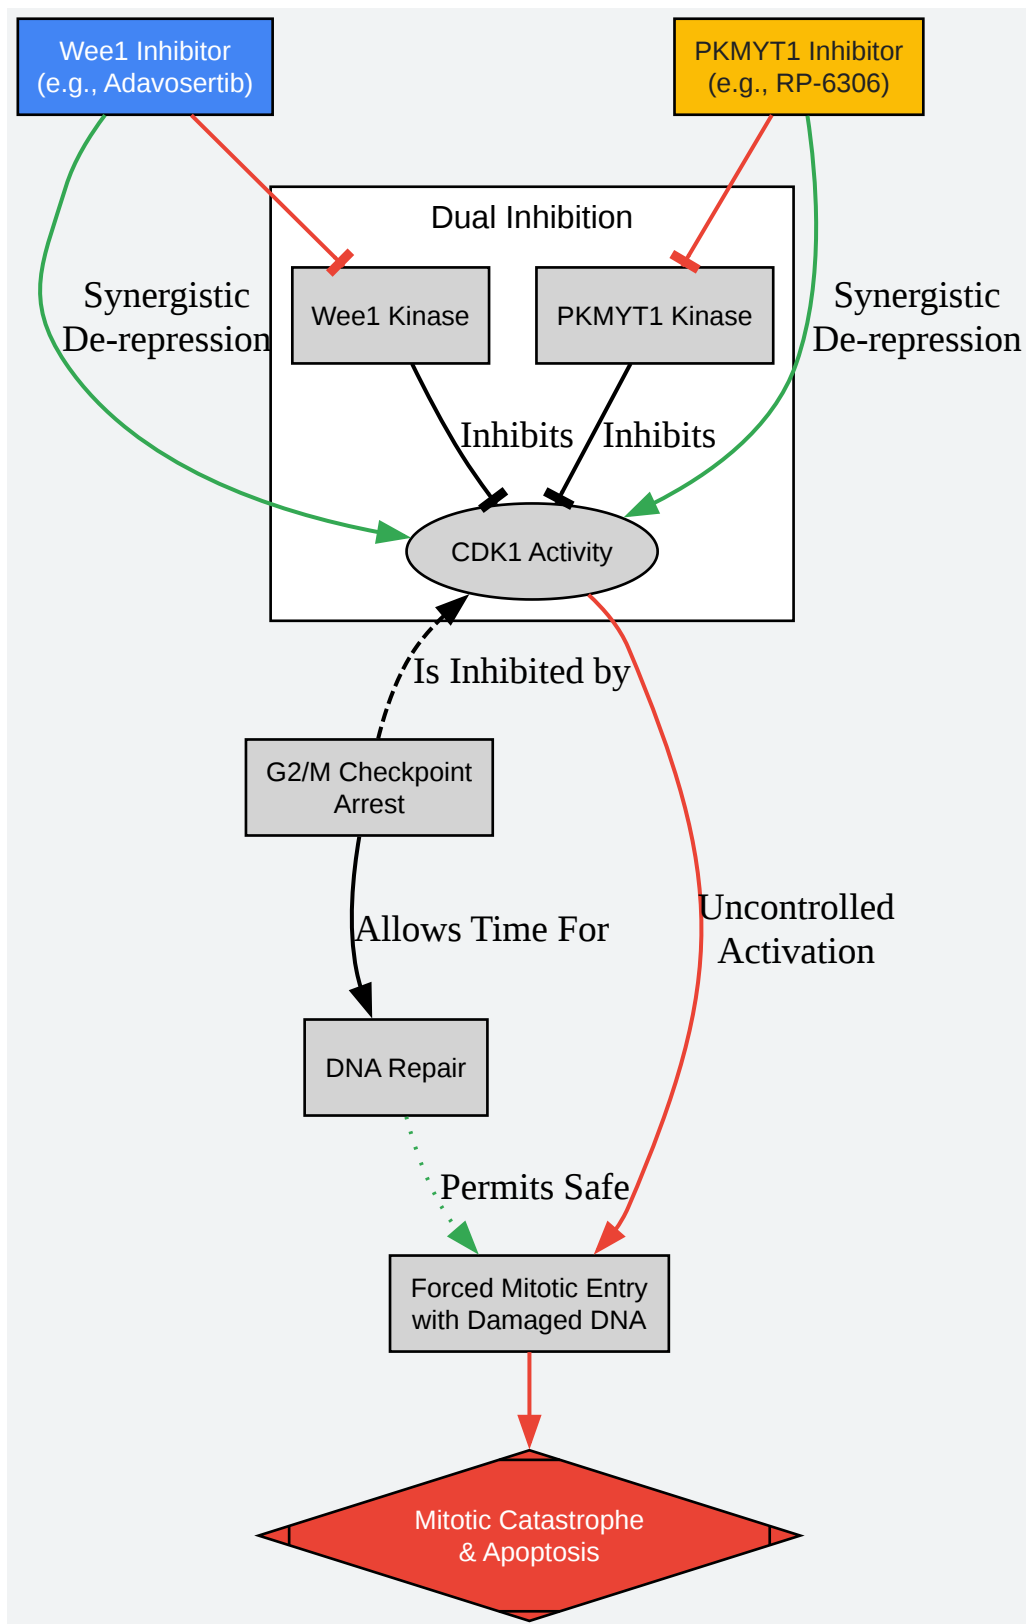 Wee1 Inhibitor
(e.g., Adavosertib)
PKMYT1 Inhibitor
(e.g., RP-6306)
Dual Inhibition
Synergistic
De-repression
Wee1 Kinase
PKMYT1 Kinase
Synergistic
De-repression
Inhibits
Inhibits
CDK1 Activity
Is Inhibited by
G2/M Checkpoint
Arrest
Allows Time For
Uncontrolled
Activation
DNA Repair
Permits Safe
Forced Mitotic Entry
with Damaged DNA
Mitotic Catastrophe
& Apoptosis